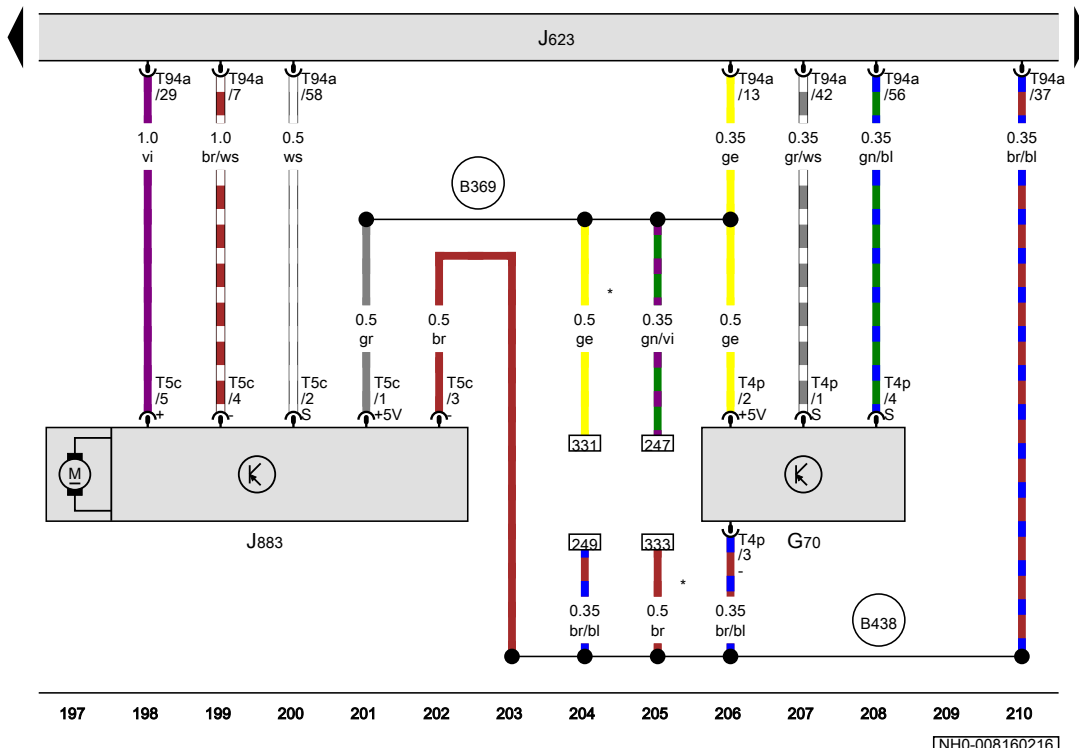 J623
T94a T94a T94a T94a T94a T94a T94a
/29 /7 /58 /13 /42 /56 /37
1.0 1.0 0.5 0.35 0.35 0.35 0.35
vi br/ws ws ge gr/ws gn/bl br/bl
B369
*
0.5 0.5 0.5 0.35 0.5
gr br ge gn/vi ge
T5c T5c T5c T5c T5c T4p T4p T4p
/5 /4 /2 /1 /3 /2 /1 /4
+ - S +5V - +5V S S
331 247
M
J883 249 333 T4p G70
/3
-
*
0.35 0.5 0.35
br/bl br br/bl
B438
197 198 199 200 201 202 203 204 205 206 207 208 209 210
NH0-008160216